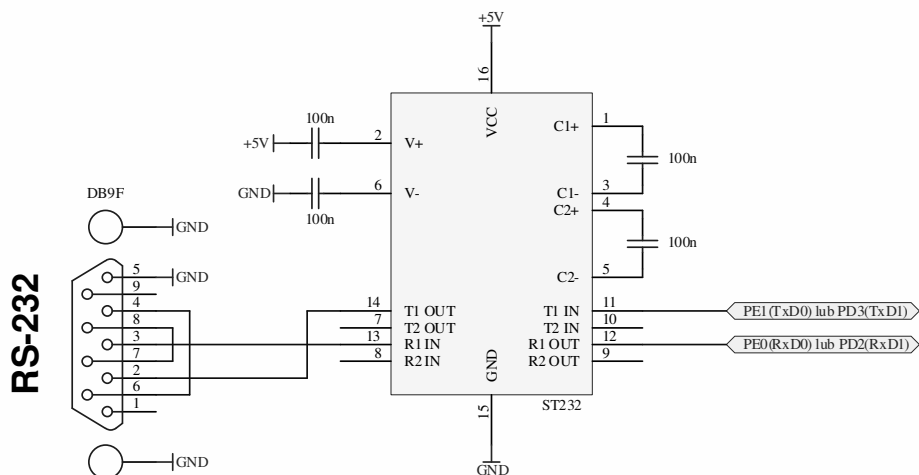 +5V
16
VCC
100n
+5V
2
V+
C1+
1
100n
GND
6
V-
C1-
3
100n
C2+
4
DB9F
GND
100n
C2-
5
RS-232
5
GND
9
4
8
3
7
2
6
1
14
T1 OUT
T1 IN
11
PE1(TxD0) lub PD3(TxD1)
7
T2 OUT
T2 IN
10
13
R1 IN
R1 OUT
12
PE0(RxD0) lub PD2(RxD1)
8
R2 IN
R2 OUT
9
GND
ST232
15
GND
GND